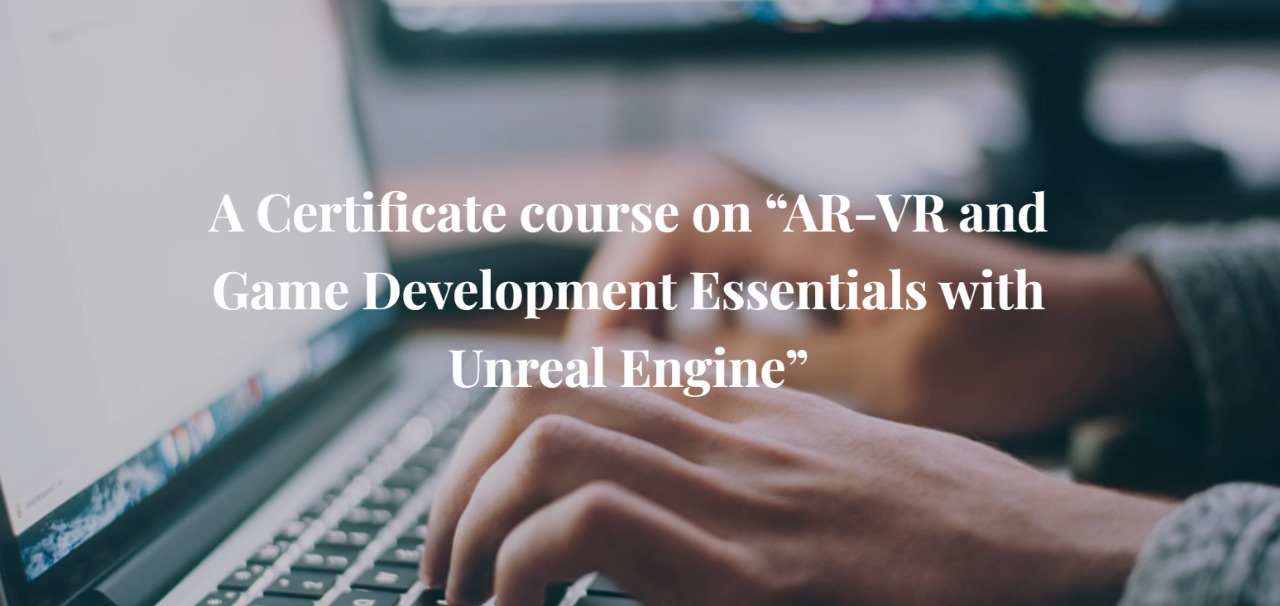 A Certificate course on “AR-VR and
Game Development Essentials with
Unreal Engine”